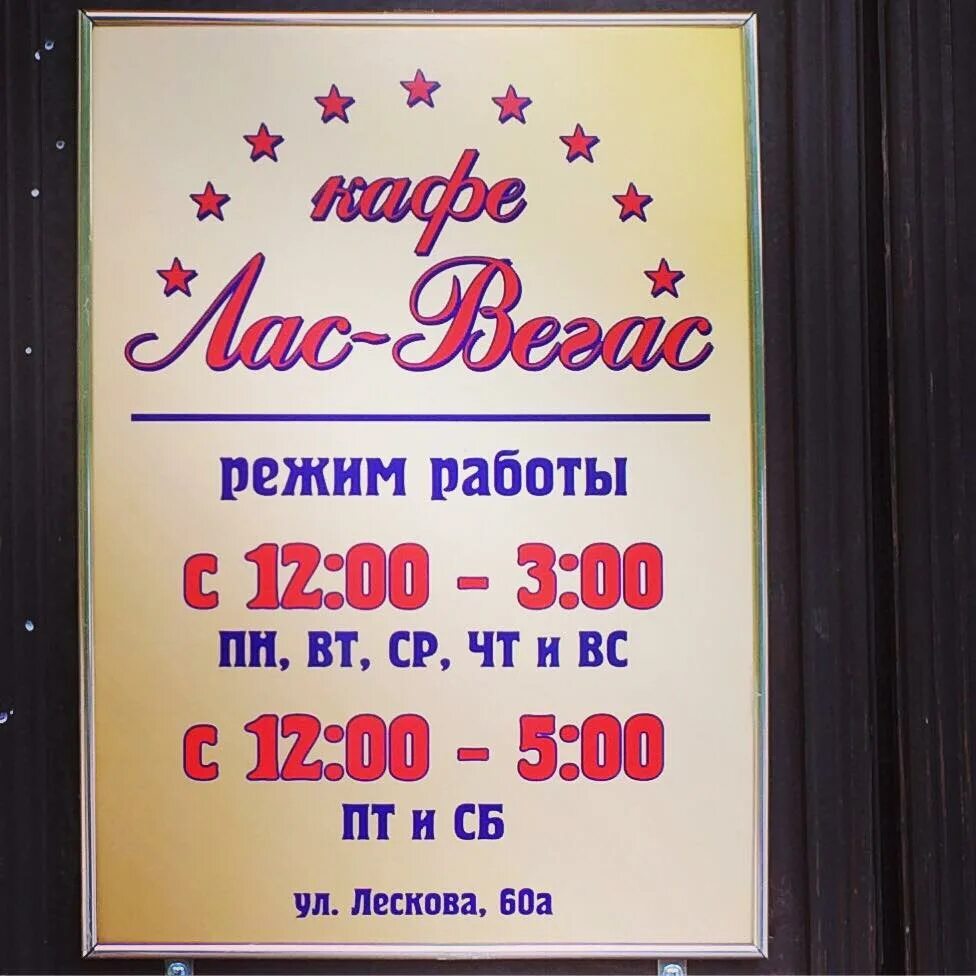 кафе
Лас-Вегас
режим работы
с 12:00 - 3:00
ПН, ВТ, СР, ЧТ и ВС
с 12:00 - 5:00
ПТ и СБ
ул. Лескова, 60а